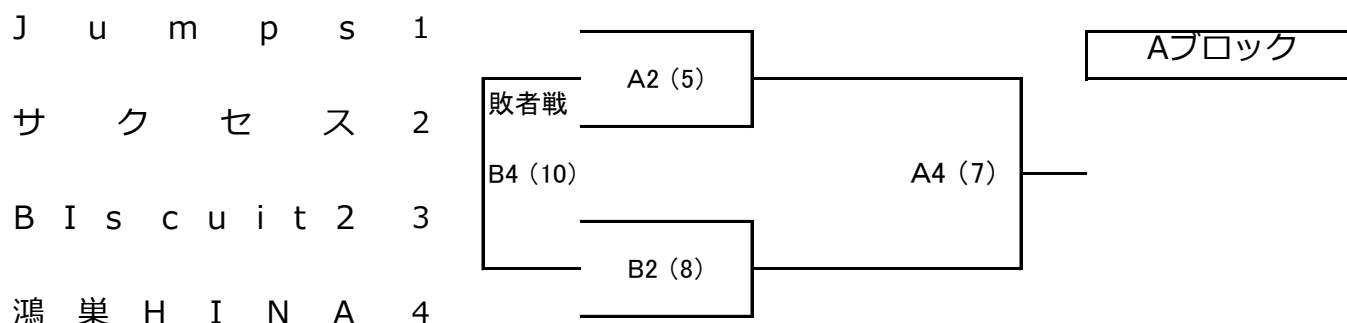 Jumps 1
Aブロック
A2（5）
敗者戦
サクセス 2
B4（10）
A4（7）
BIscuit2 3
B2（8）
鴻巣HINA 4